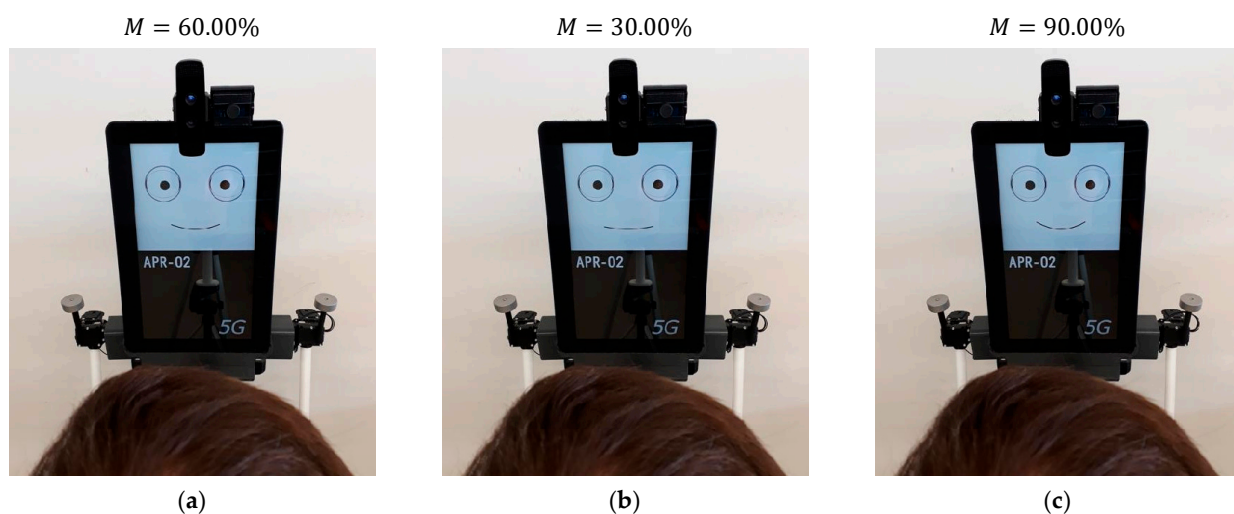 M = 60.00%
M = 30.00%
M = 90.00%
APR-02
5G
APR-02
5G
APR-02
5G
(a)
(b)
(c)